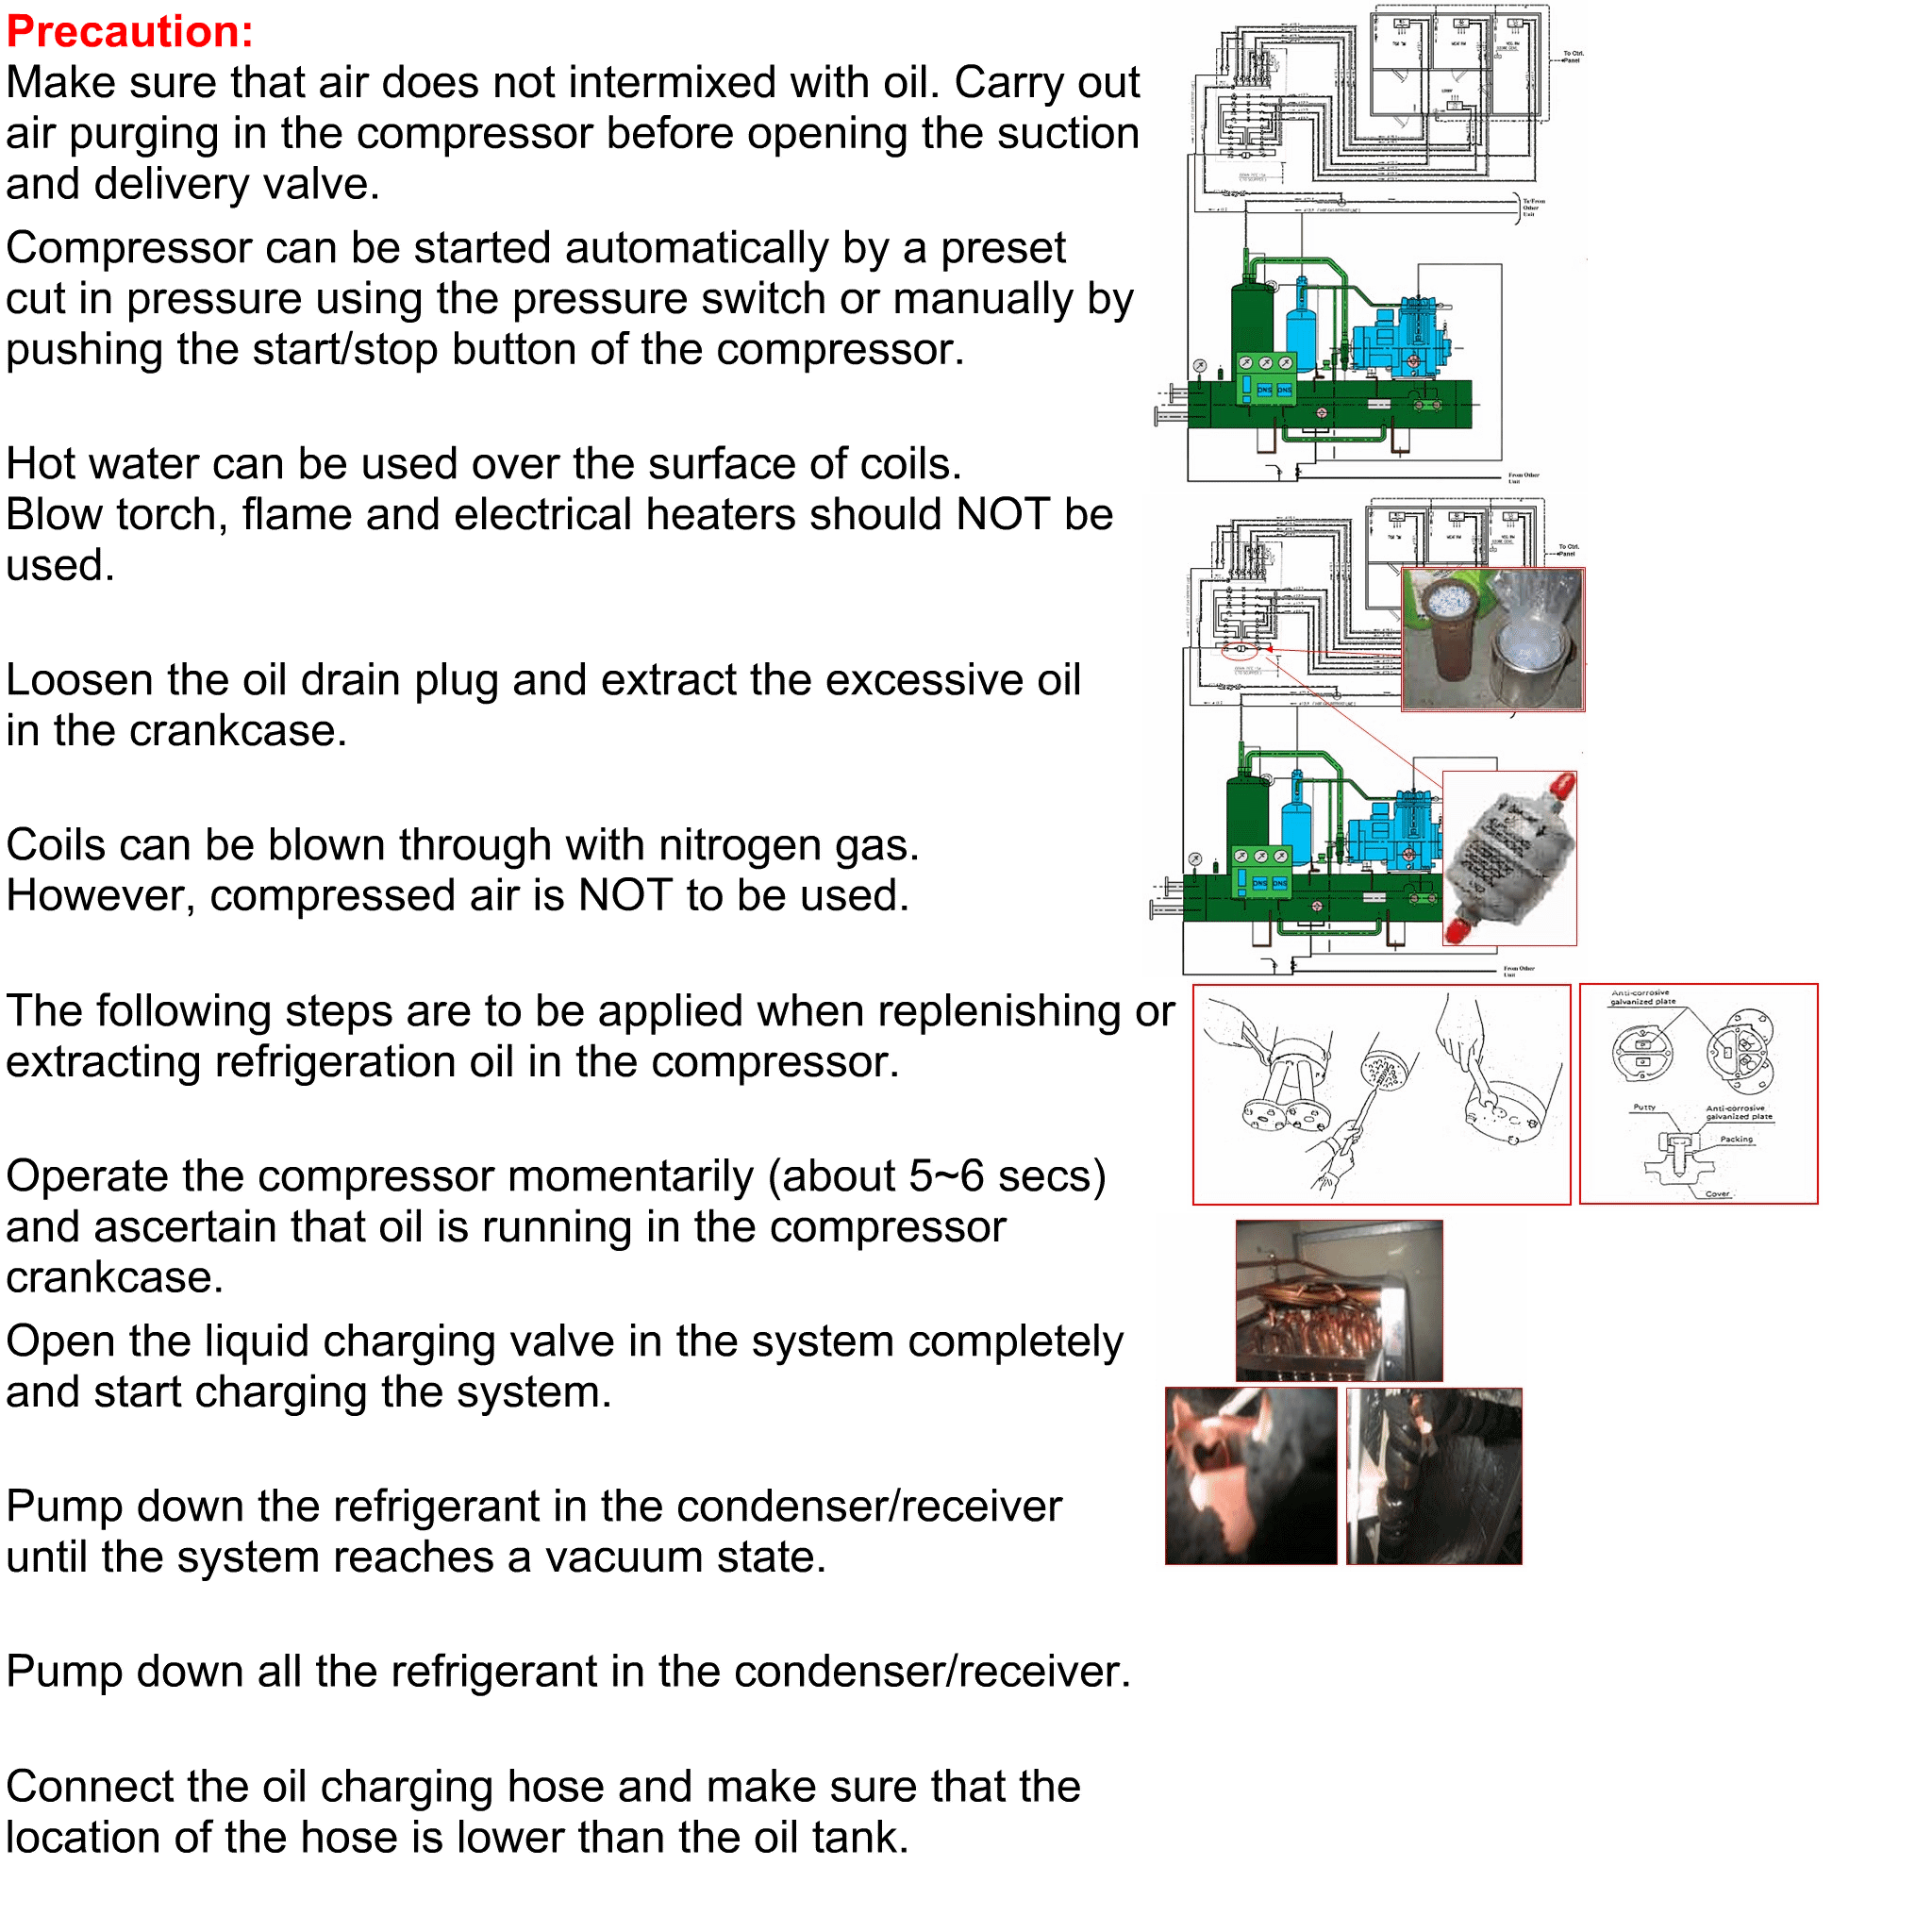 Precaution:
Make sure that air does not intermixed with oil. Carry out
air purging in the compressor before opening the suction
and delivery valve.
Compressor can be started automatically by a preset
cut in pressure using the pressure switch or manually by
pushing the start/stop button of the compressor.
Hot water can be used over the surface of coils.
Blow torch, flame and electrical heaters should NOT be
used.
Loosen the oil drain plug and extract the excessive oil
in the crankcase.
Coils can be blown through with nitrogen gas.
However, compressed air is NOT to be used.
The following steps are to be applied when replenishing or
extracting refrigeration oil in the compressor.
Operate the compressor momentarily (about 5~6 secs)
and ascertain that oil is running in the compressor
crankcase.
Open the liquid charging valve in the system completely
and start charging the system.
Pump down the refrigerant in the condenser/receiver
until the system reaches a vacuum state.
Pump down all the refrigerant in the condenser/receiver.
Connect the oil charging hose and make sure that the
location of the hose is lower than the oil tank.
To Ctrl.
Panel
To/From
Other
Unit
DNS DNS
From Other
Unit
To Ctrl.
Panel
DNS DNS
From Other
Unit
Anti-corrosive
galvanized plate
Putty
Anti-corrosive
galvanized plate
Packing
Cover